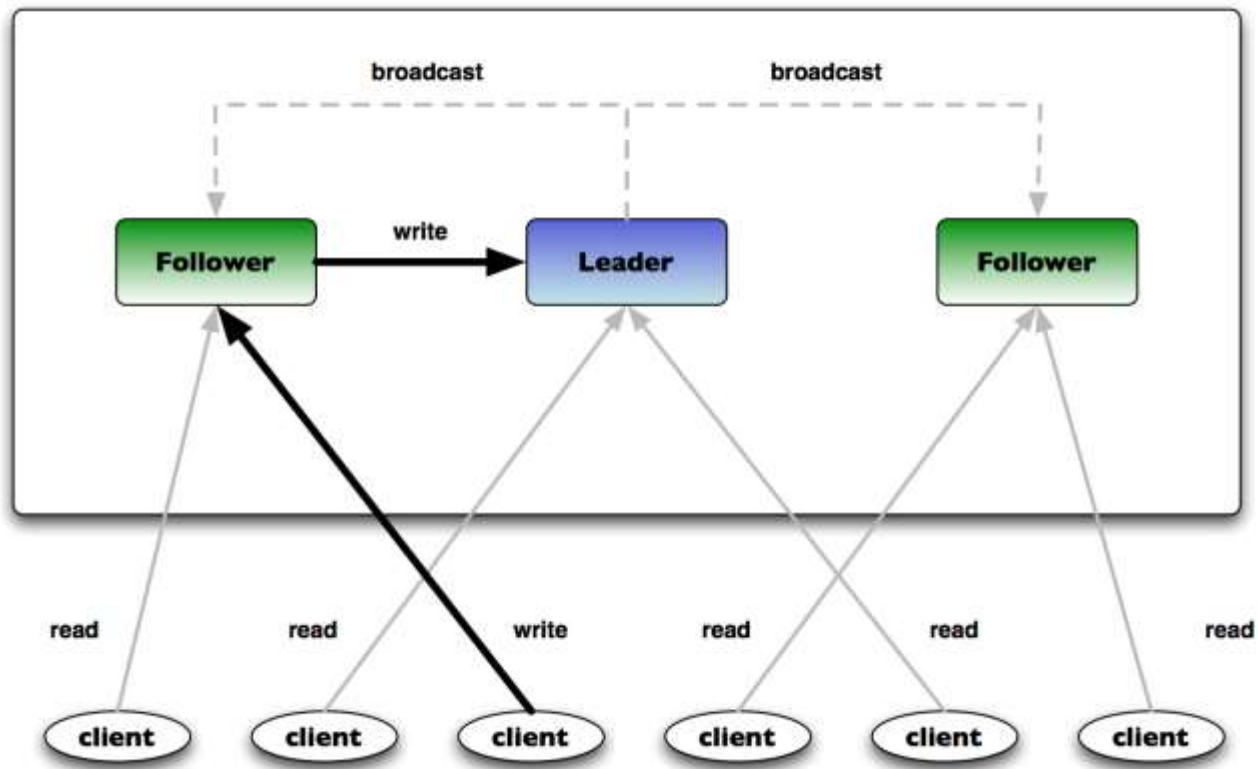 broadcast broadcast
write
Follower Leader Follower
read read write read read read
client client client client client client